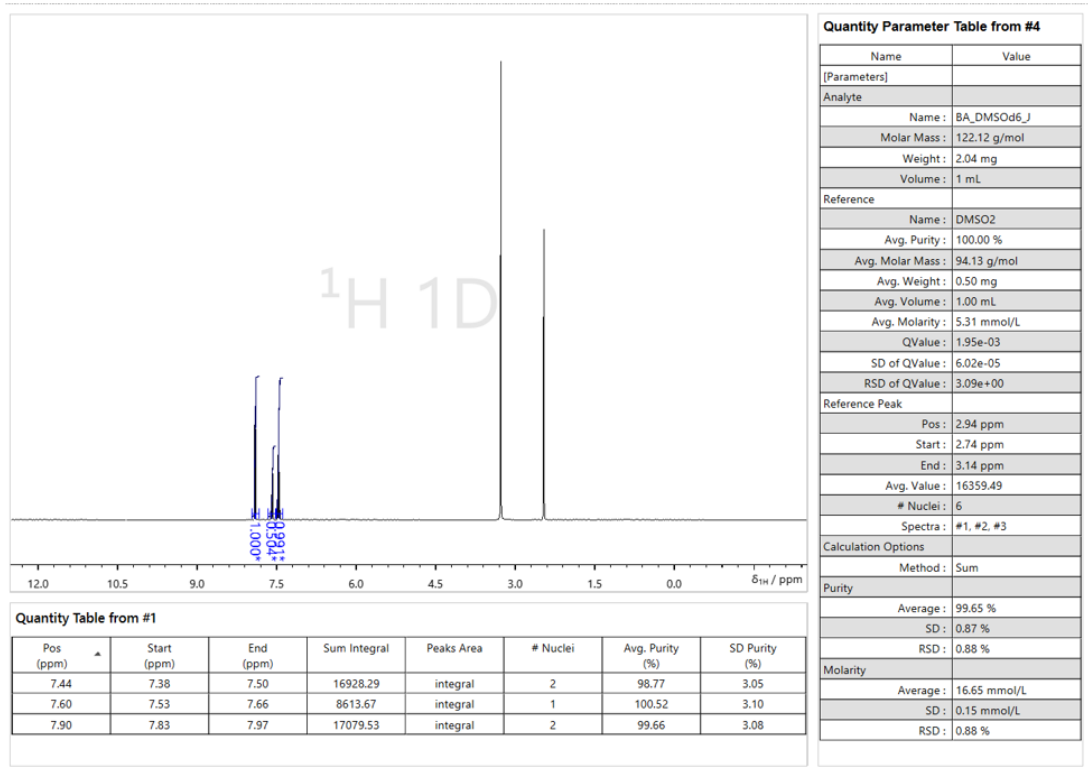 ¹H 1D
1.000*
0.504*
0.991*
12.0 10.5 9.0 7.5 6.0 4.5 3.0 1.5 0.0 δ1H / ppm
Quantity Table from #1
Pos (ppm) Start (ppm) End (ppm) Sum Integral Peaks Area # Nuclei Avg. Purity (%) SD Purity (%)
7.44 7.38 7.50 16928.29 integral 2 98.77 3.05
7.60 7.53 7.66 8613.67 integral 1 100.52 3.10
7.90 7.83 7.97 17079.53 integral 2 99.66 3.08
Quantity Parameter Table from #4
Name Value
[Parameters]
Analyte
Name : BA_DMSOd6_J
Molar Mass : 122.12 g/mol
Weight : 2.04 mg
Volume : 1 mL
Reference
Name : DMSO2
Avg. Purity : 100.00 %
Avg. Molar Mass : 94.13 g/mol
Avg. Weight : 0.50 mg
Avg. Volume : 1.00 mL
Avg. Molarity : 5.31 mmol/L
QValue : 1.95e-03
SD of QValue : 6.02e-05
RSD of QValue : 3.09e+00
Reference Peak
Pos : 2.94 ppm
Start : 2.74 ppm
End : 3.14 ppm
Avg. Value : 16359.49
# Nuclei : 6
Spectra : #1, #2, #3
Calculation Options
Method : Sum
Purity
Average : 99.65 %
SD : 0.87 %
RSD : 0.88 %
Molarity
Average : 16.65 mmol/L
SD : 0.15 mmol/L
RSD : 0.88 %